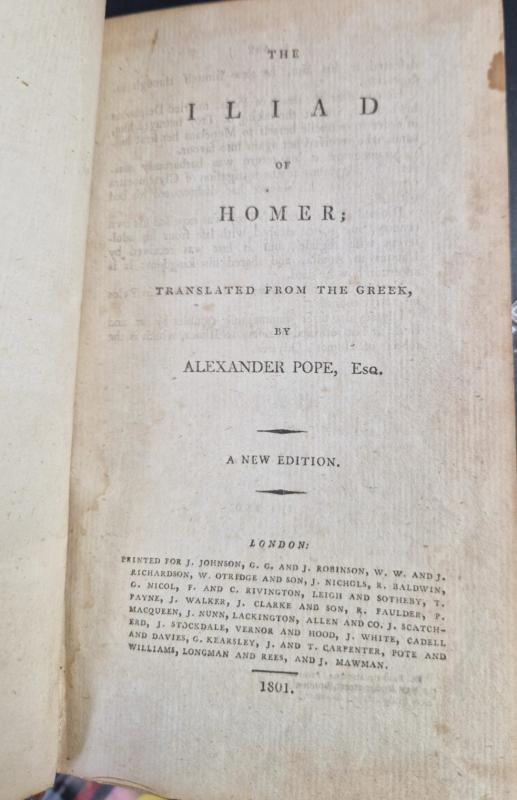 THE
ILIAD
OF
HOMER;
TRANSLATED FROM THE GREEK,
BY
ALEXANDER POPE, Esq.
A NEW EDITION.
LONDON:
PRINTED FOR J. JOHNSON, G. G. AND J. ROBINSON, W. W. AND J.
RICHARDSON, W. OTRIDGE AND SON, J. NICHOLS, R. BALDWIN,
G. NICOL, F. AND C. RIVINGTON, LEIGH AND SOTHEBY, T.
PAYNE, J. WALKER, J. CLARKE AND SON, R. FAULDER, P.
MACQUEEN, J. NUNN, LACKINGTON, ALLEN AND CO. J. SCATCH-
ERD, J. STOCKDALE, VERNOR AND HOOD, J. WHITE, CADELL
AND DAVIES, G. KEARSLEY, J. AND T. CARPENTER, POTE AND
WILLIAMS, LONGMAN AND REES, AND J. MAWMAN.
1801.